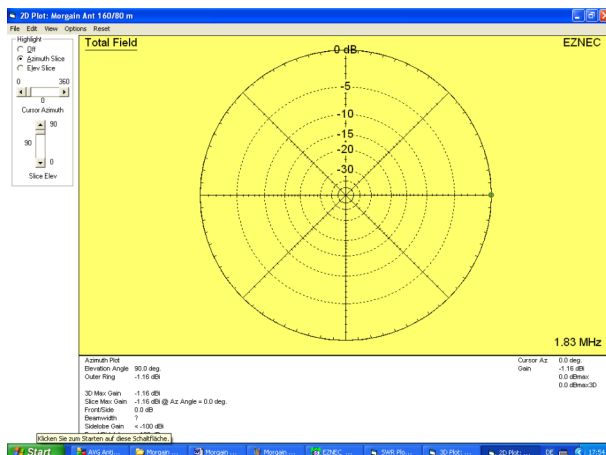 2D Plot: Morgain Ant 160/80 m
File Edit View Options Reset
Highlight
Off
Azimuth Slice
Elev Slice
0 360
0
Cursor Azimuth
90
90
0
Slice Elev
Total Field
EZNEC
0 dB
-5
-10
-15
-20
-30
1.83 MHz
Azimuth Plot
Elevation Angle 90.0 deg.
Outer Ring -1.16 dBi
Cursor Az 0.0 deg.
Gain -1.16 dBi
0.0 dBmax
0.0 dBmax3D
3D Max Gain -1.16 dBi
Slice Max Gain -1.16 dBi @ Az Angle = 0.0 deg.
Front/Side 0.0 dB
Beamwidth ?
Sidelobe Gain < -100 dBi
Klicken Sie zum Starten auf diese Schaltfläche.
Start AVG Anti... Morgain ... Morgain ... Morgain ... EZNEC ... SWR Plo... 3D Plot: ... 2D Plot: ... DE 17:54